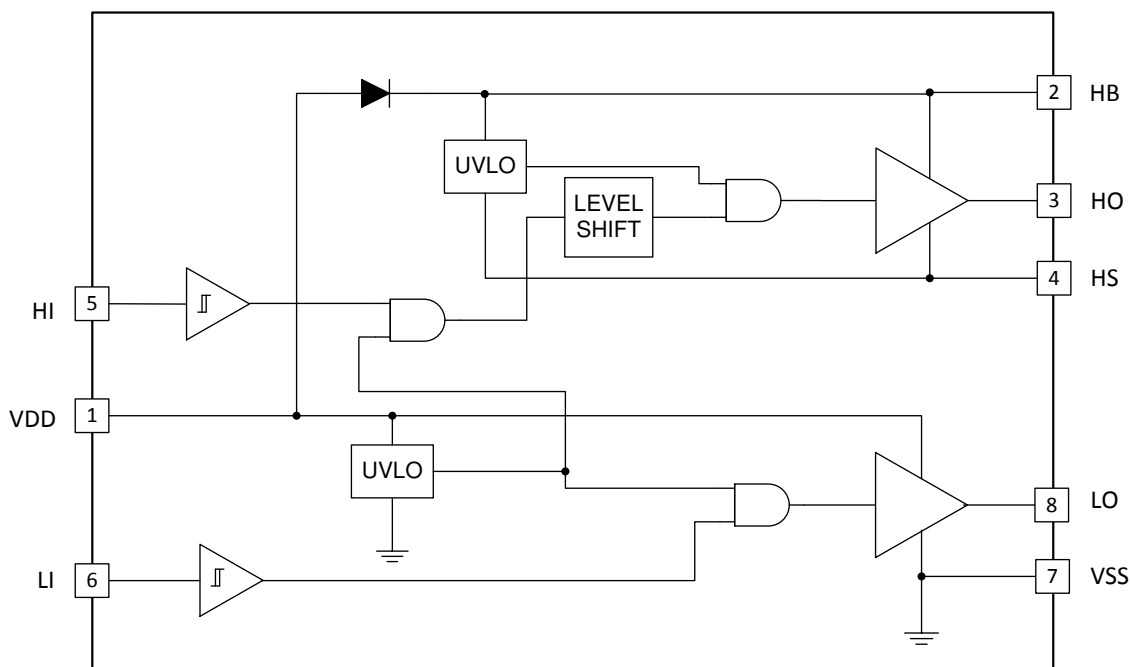 2 HB
UVLO
LEVEL
SHIFT
3 HO
4 HS
HI 5
VDD 1
UVLO
8 LO
LI 6
7 VSS